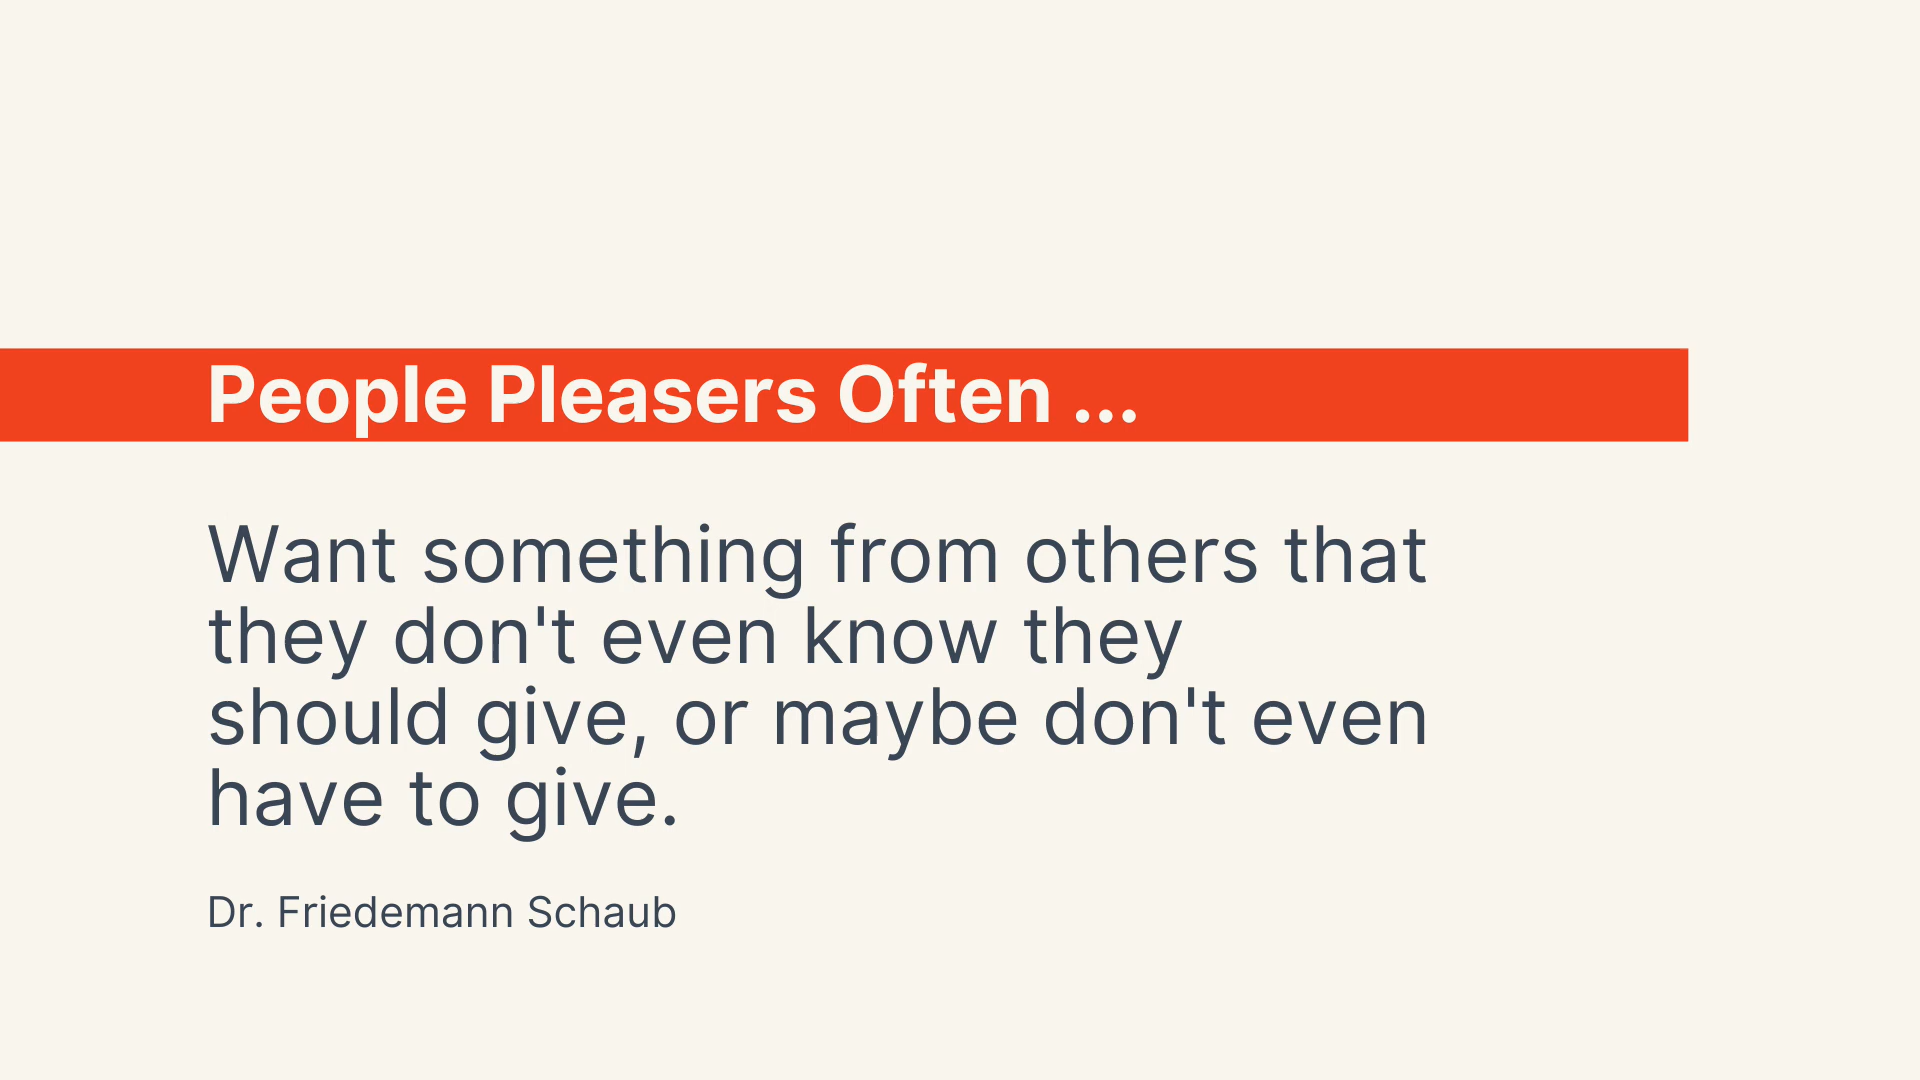 People Pleasers Often ...
Want something from others that
they don't even know they
should give, or maybe don't even
have to give.
Dr. Friedemann Schaub